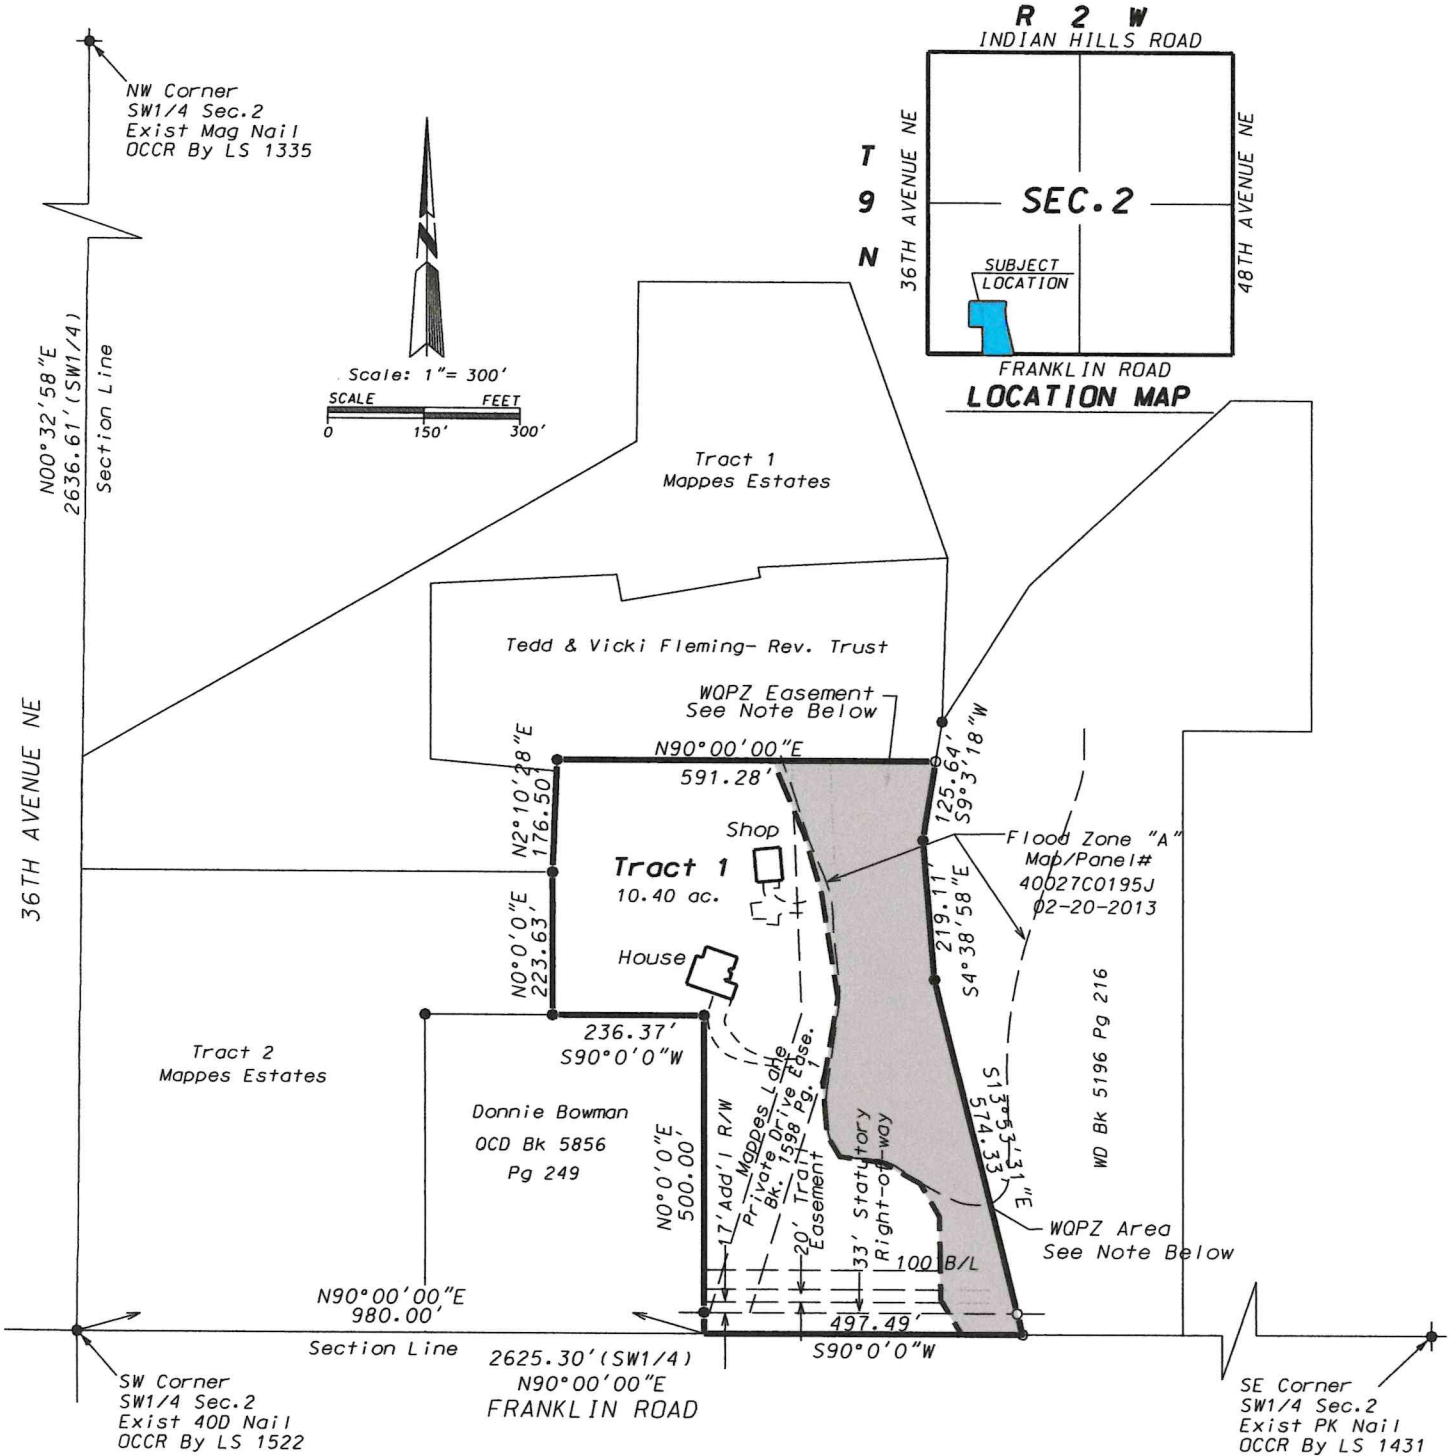 R 2 W
INDIAN HILLS ROAD
NW Corner
SW1/4 Sec.2
Exist Mag Nail
OCCR By LS 1335
T
9
N
36TH AVENUE NE
48TH AVENUE NE
SEC.2
SUBJECT
LOCATION
FRANKLIN ROAD
LOCATION MAP
N
Scale: 1"= 300'
SCALE FEET
0 150' 300'
N00°32'58"E
2636.61'(SW1/4)
Section Line
Tract 1
Mappes Estates
Tedd & Vicki Fleming- Rev. Trust
WQPZ Easement
See Note Below
36TH AVENUE NE
N2°10'28"E
176.50'
N90°00'00"E
591.28'
125.64'
S9°3'18"W
Shop
Tract 1
10.40 ac.
Flood Zone "A"
Map/Panel#
40027C0195J
02-20-2013
219.11'
S4°38'58"E
N0°0'0"E
223.63'
House
236.37'
S90°0'0"W
WD Bk 5196 Pg 216
Tract 2
Mappes Estates
Donnie Bowman
QCD Bk 5856
Pg 249
N0°0'0"E
500.00'
17'Add'l R/W
Mappes Lane
Private Drive Ease.
Bk. 1598 Pg. 1
20' Trail
Easement
33' Statutory
Right-of-way
S13°53'31"E
574.33'
WQPZ Area
See Note Below
100'B/L
N90°00'00"E
980.00'
497.49'
S90°0'0"W
Section Line
2625.30'(SW1/4)
N90°00'00"E
FRANKLIN ROAD
SW Corner
SW1/4 Sec.2
Exist 40D Nail
OCCR By LS 1522
SE Corner
SW1/4 Sec.2
Exist PK Nail
OCCR By LS 1431